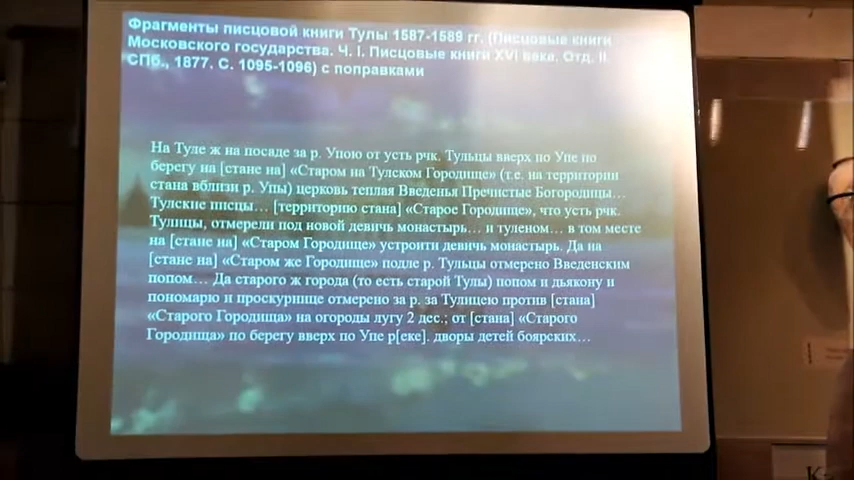 Фрагменты писцовой книги Тулы 1587-1589 гг. (Писцовые книги
Московского государства. Ч. I. Писцовые книги XVI века. Отд. II.
СПб., 1877. С. 1095-1096) с поправками
На Туле ж на посаде за р. Упою от усть рчк. Тульцы вверх по Упе по
берегу на [стане на] «Старом на Тулском Городище» (т.е. на территории
стана вблизи р. Упы) церковь теплая Введенья Пречистые Богородицы…
Тулские писцы… [территорию стана] «Старое Городище», что усть рчк.
Тулицы, отмерели под новой девичь монастырь… и туленом… в том месте
на [стане на] «Старом Городище» устроити девичь монастырь. Да на
[стане на] «Старом же Городище» подле р. Тульцы отмерено Введенским
попом… Да старого ж города (то есть старой Тулы) попом и дьякону и
пономарю и проскурнице отмерено за р. за Тулицею против [стана]
«Старого Городища» на огороды лугу 2 дес.; от [стана] «Старого
Городища» по берегу вверх по Упе р[еке]. дворы детей боярских…